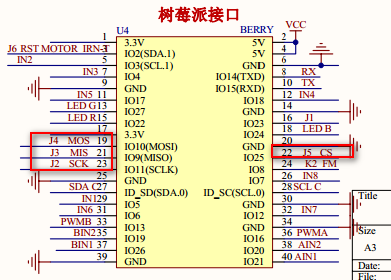 树莓派接口
U4 BERRY VCC
1 3.3V 5V 2
J6 RST MOTOR IRN-T 3 IO2(SDA.1) 5V 4
IN2 5 IO3(SCL.1) GND 6
IN3 7 IO4 IO14(TXD) 8 RX
9 GND IO15(RXD) 10 TX
IN5 11 IO17 IO18 12 IN4
LED G13 IO27 GND 14
LED R15 IO22 IO23 16 J1
17 3.3V IO24 18 LED B
J4 MOS 19 IO10(MOSI) GND 20
J3 MIS 21 IO9(MISO) IO25 22 J5 CS
J2 SCK 23 IO11(SCLK) IO8 24 K2 FM
25 GND IO7 26 IN8
SDA C27 ID_SD(SDA.0) ID_SC(SCL.0) 28 SCL C
IN129 IO5 GND 30
IN6 31 IO6 IO12 32 IN7
PWMB33 IO13 GND 34
BIN235 IO19 IO16 36 PWMA
BIN1 37 IO26 IO20 38 AIN2
39 GND IO21 40 AIN1
Title
Size
A3
Date:
File: